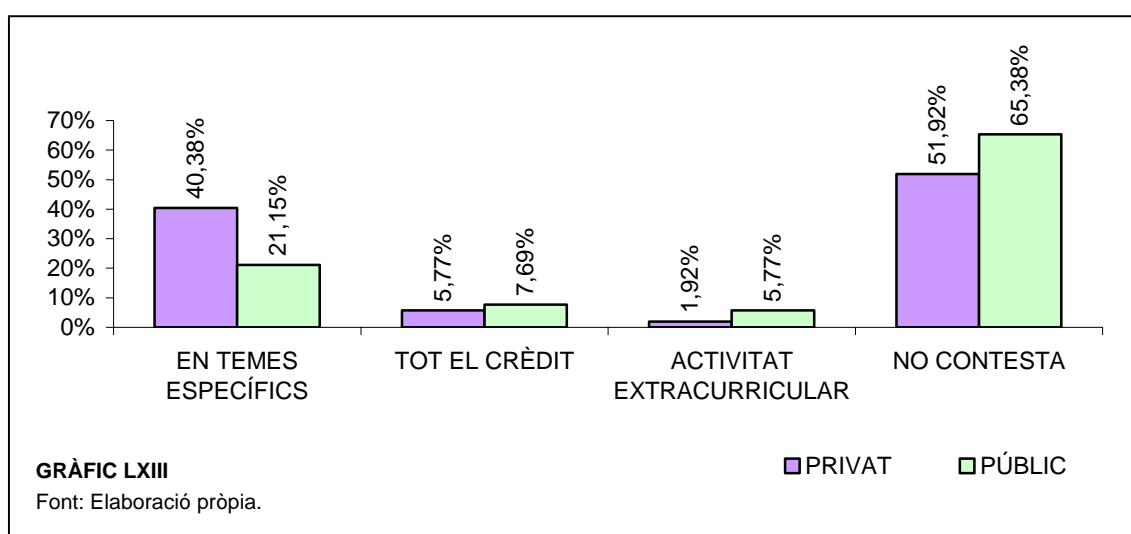 70%
60%
50%
40%
30%
20%
10%
0%
40,38%
21,15%
5,77%
7,69%
1,92%
5,77%
51,92%
65,38%
EN TEMES
ESPECÍFICS
TOT EL CRÈDIT
ACTIVITAT
EXTRACURRICULAR
NO CONTESTA
GRÀFIC LXIII
Font: Elaboració pròpia.
PRIVAT
PÚBLIC